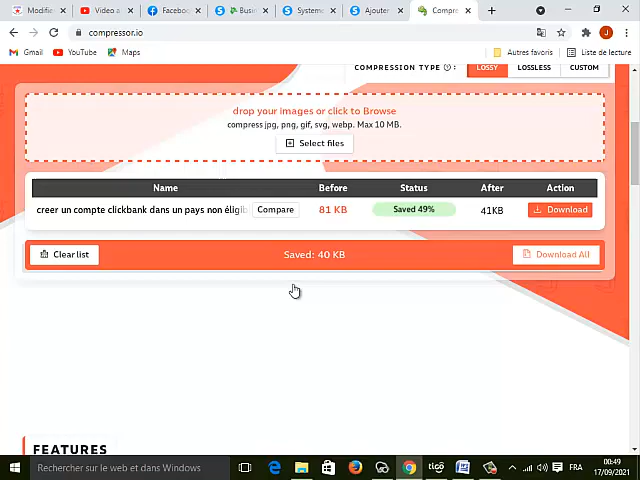 Modifie
Video a
Faceboo
Busi
Systeme
Ajouter
Compre
compressor.io
Gmail
YouTube
Maps
Autres favoris
Liste de lecture
COMPRESSION TYPE
LOSSY
LOSSLESS
CUSTOM
drop your images or click to Browse
compress jpg, png, gif, svg, webp. Max 10 MB.
Select files
Name
Before
Status
After
Action
creer un compte clickbank dans un pays non éligib
Compare
81 KB
Saved 49%
41KB
Download
Clear list
Saved: 40 KB
Download All
FEATURES
Rechercher sur le web et dans Windows
tiGO
FRA
00:49
17/09/2021